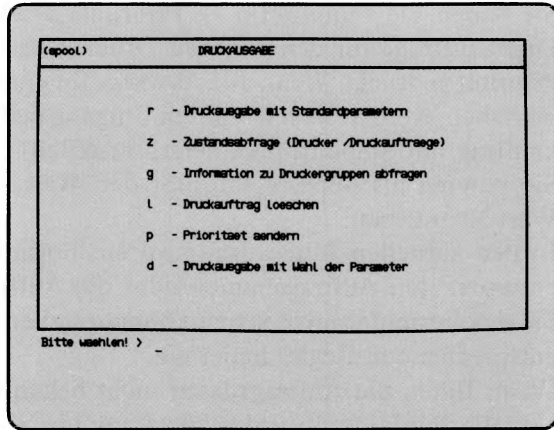 (spool) DRUCKAUSGABE
r - Druckausgabe mit Standardparametern
z - Zustandsabfrage (Drucker /Druckauftraege)
g - Information zu Druckergruppen abfragen
l - Druckauftrag loeschen
p - Prioritaet aendern
d - Druckausgabe mit Wahl der Parameter
Bitte waehlen! > _